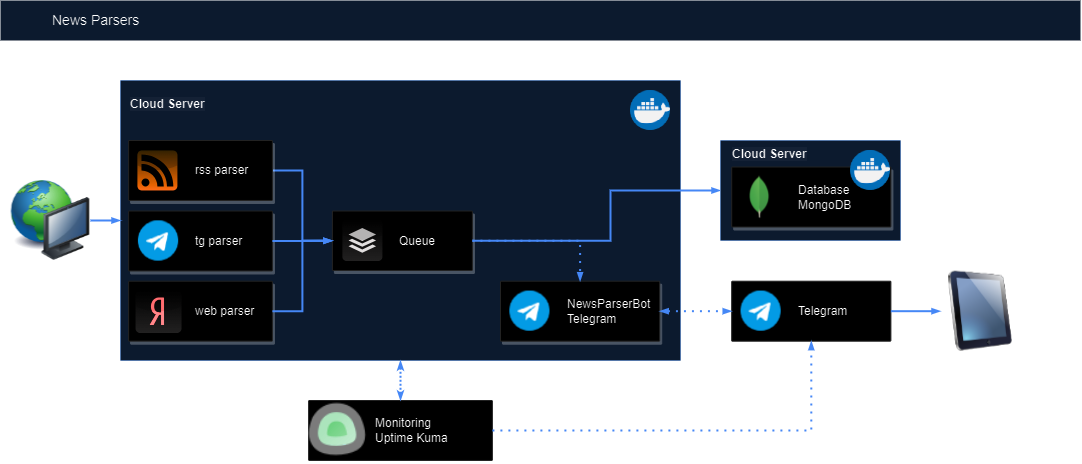 News Parsers
Cloud Server
rss parser
tg parser
Я
web parser
Queue
NewsParserBot
Telegram
Cloud Server
Database
MongoDB
Telegram
Monitoring
Uptime Kuma